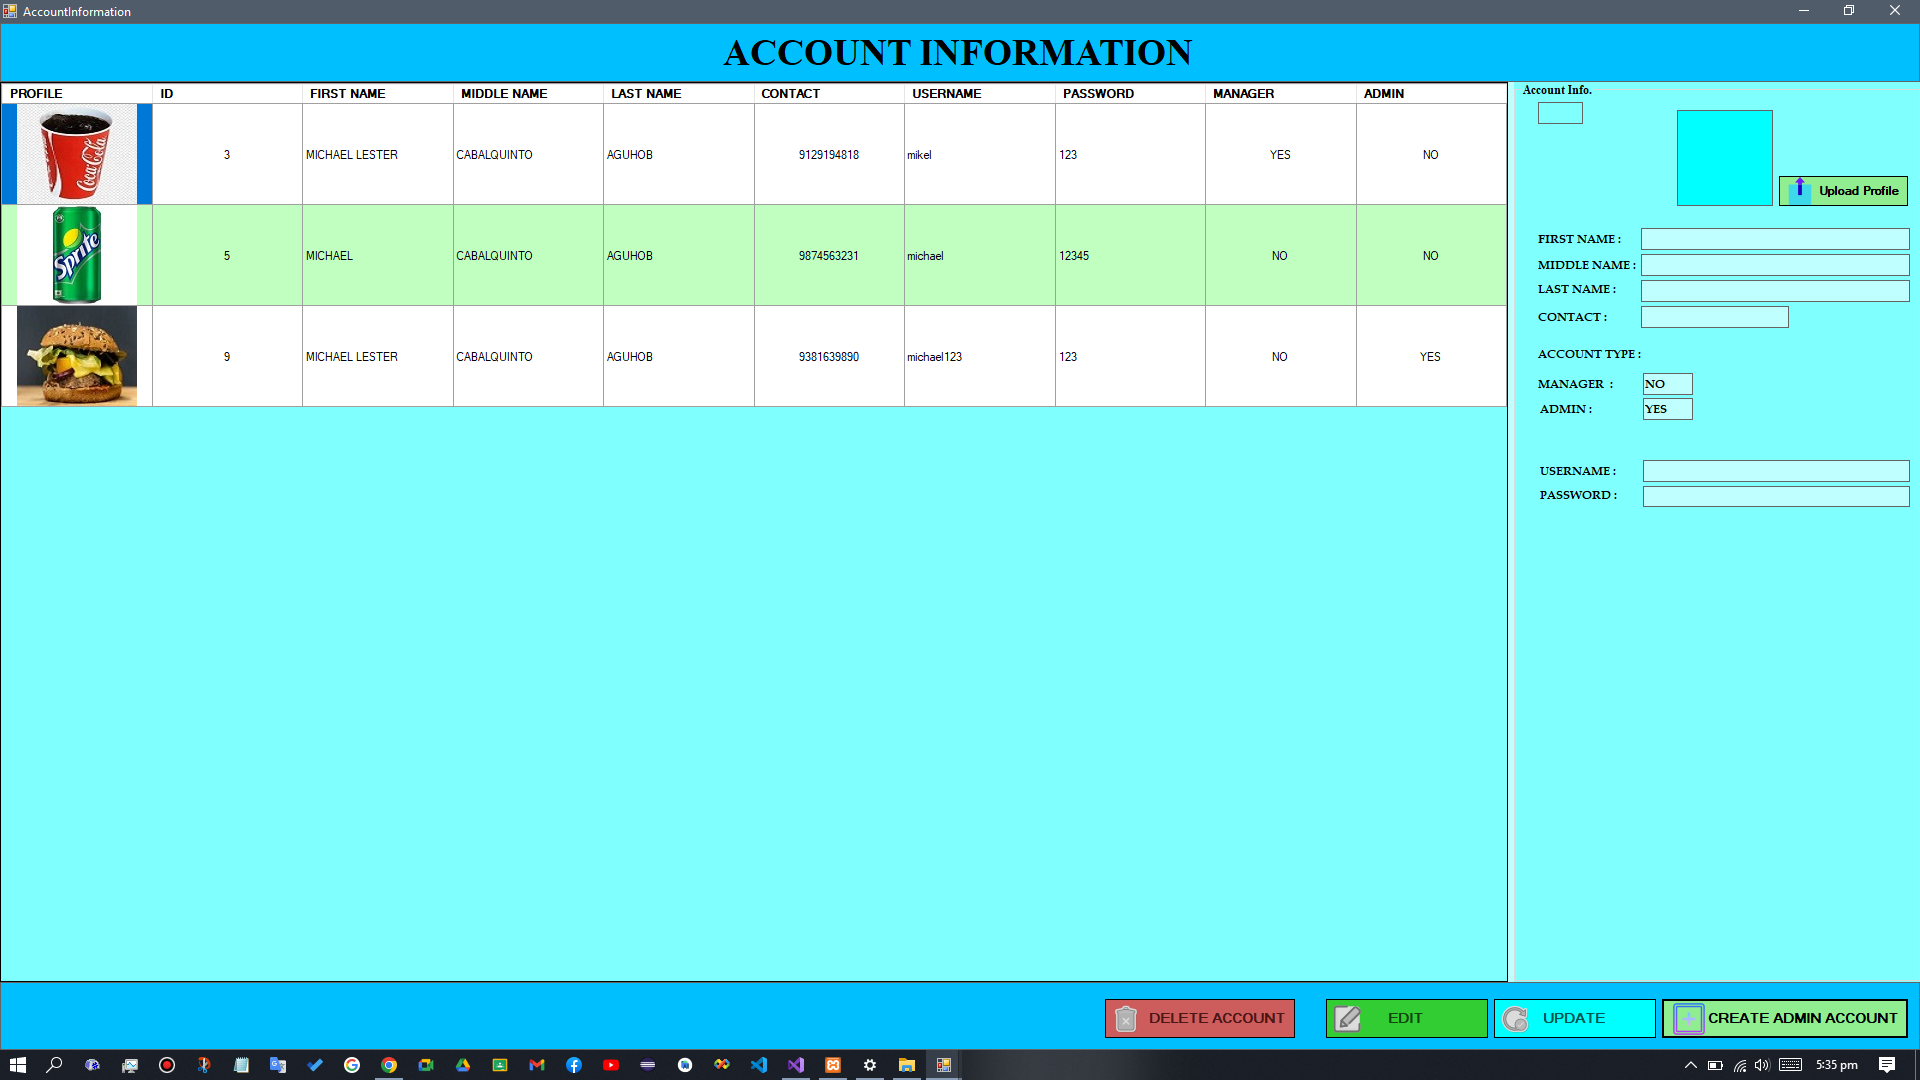 AccountInformation
ACCOUNT INFORMATION
PROFILE ID FIRST NAME MIDDLE NAME LAST NAME CONTACT USERNAME PASSWORD MANAGER ADMIN
Coca-Cola 3 MICHAEL LESTER CABALQUINTO AGUHOB 9129194818 mikel 123 YES NO
Sprite 5 MICHAEL CABALQUINTO AGUHOB 9874563231 michael 12345 NO NO
9 MICHAEL LESTER CABALQUINTO AGUHOB 9381639890 michael123 123 NO YES
Account Info.
Upload Profile
FIRST NAME :
MIDDLE NAME :
LAST NAME :
CONTACT :
ACCOUNT TYPE :
MANAGER : NO
ADMIN : YES
USERNAME :
PASSWORD :
DELETE ACCOUNT EDIT UPDATE CREATE ADMIN ACCOUNT
5:35 pm